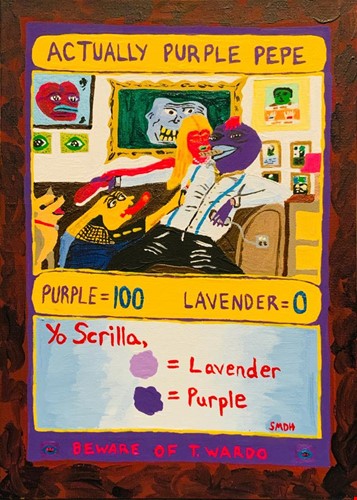 ACTUALLY PURPLE PEPE
PURPLE=100 LAVENDER=0
Yo Scrilla,
= Lavender
= Purple
SMDH
BEWARE OF T. WARDO